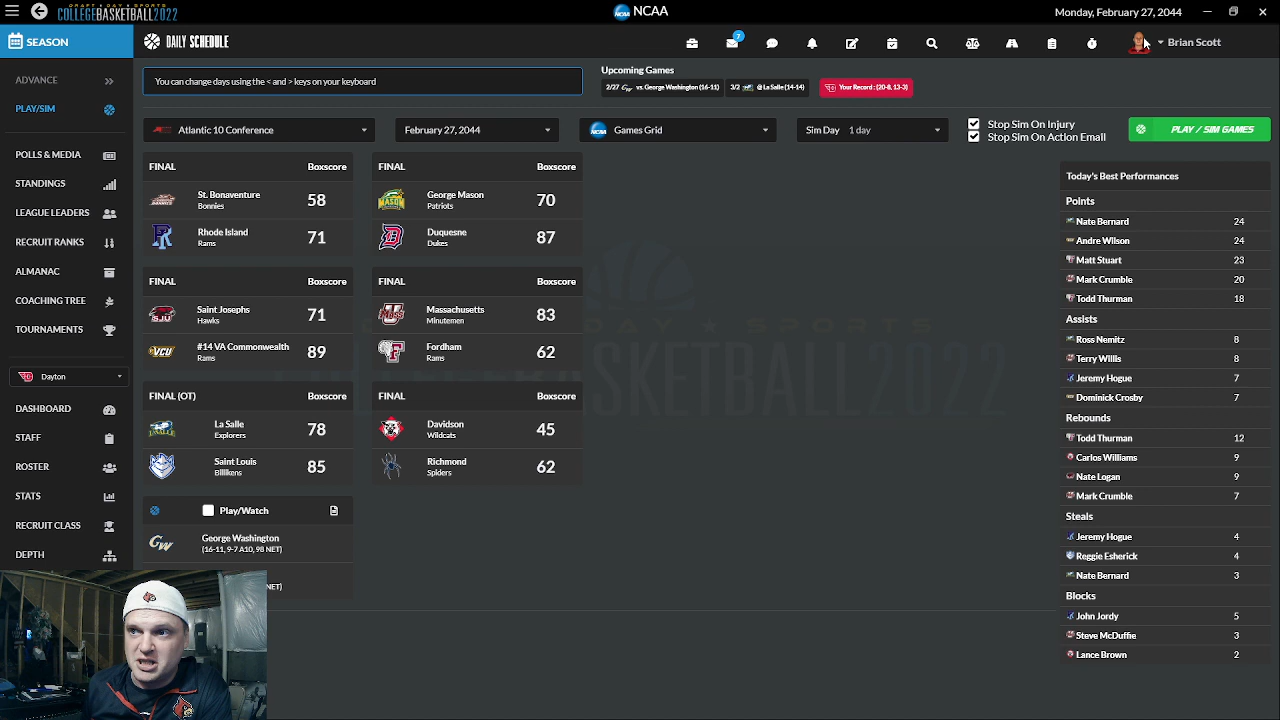 DRAFT DAY SPORTS
COLLEGE BASKETBALL 2022
NCAA
Monday, February 27, 2044
SEASON
DAILY SCHEDULE
7
Brian Scott
ADVANCE
PLAY/SIM
POLLS & MEDIA
STANDINGS
LEAGUE LEADERS
RECRUIT RANKS
ALMANAC
COACHING TREE
TOURNAMENTS
Dayton
DASHBOARD
STAFF
ROSTER
STATS
RECRUIT CLASS
DEPTH
You can change days using the < and > keys on your keyboard
Upcoming Games
2/27 vs. George Washington (16-11)
3/2 @ La Salle (14-14)
Your Record : (20-8, 13-3)
Atlantic 10 Conference
February 27, 2044
Games Grid
Sim Day 1 day
Stop Sim On Injury
Stop Sim On Action Email
PLAY / SIM GAMES
FINAL Boxscore
St. Bonaventure 58
Bonnies
Rhode Island 71
Rams
FINAL Boxscore
George Mason 70
Patriots
Duquesne 87
Dukes
FINAL Boxscore
Saint Josephs 71
Hawks
#14 VA Commonwealth 89
Rams
FINAL Boxscore
Massachusetts 83
Minutemen
Fordham 62
Rams
FINAL (OT) Boxscore
La Salle 78
Explorers
Saint Louis 85
Billikens
FINAL Boxscore
Davidson 45
Wildcats
Richmond 62
Spiders
Play/Watch
George Washington
(16-11, 9-7 A10, 98 NET)
NET)
Today's Best Performances
Points
Nate Bernard 24
Andre Wilson 24
Matt Stuart 23
Mark Crumble 20
Todd Thurman 18
Assists
Ross Nemitz 8
Terry Willis 8
Jeremy Hogue 7
Dominick Crosby 7
Rebounds
Todd Thurman 12
Carlos Williams 9
Nate Logan 9
Mark Crumble 7
Steals
Jeremy Hogue 4
Reggie Esherick 4
Nate Bernard 3
Blocks
John Jordy 5
Steve McDuffie 3
Lance Brown 2